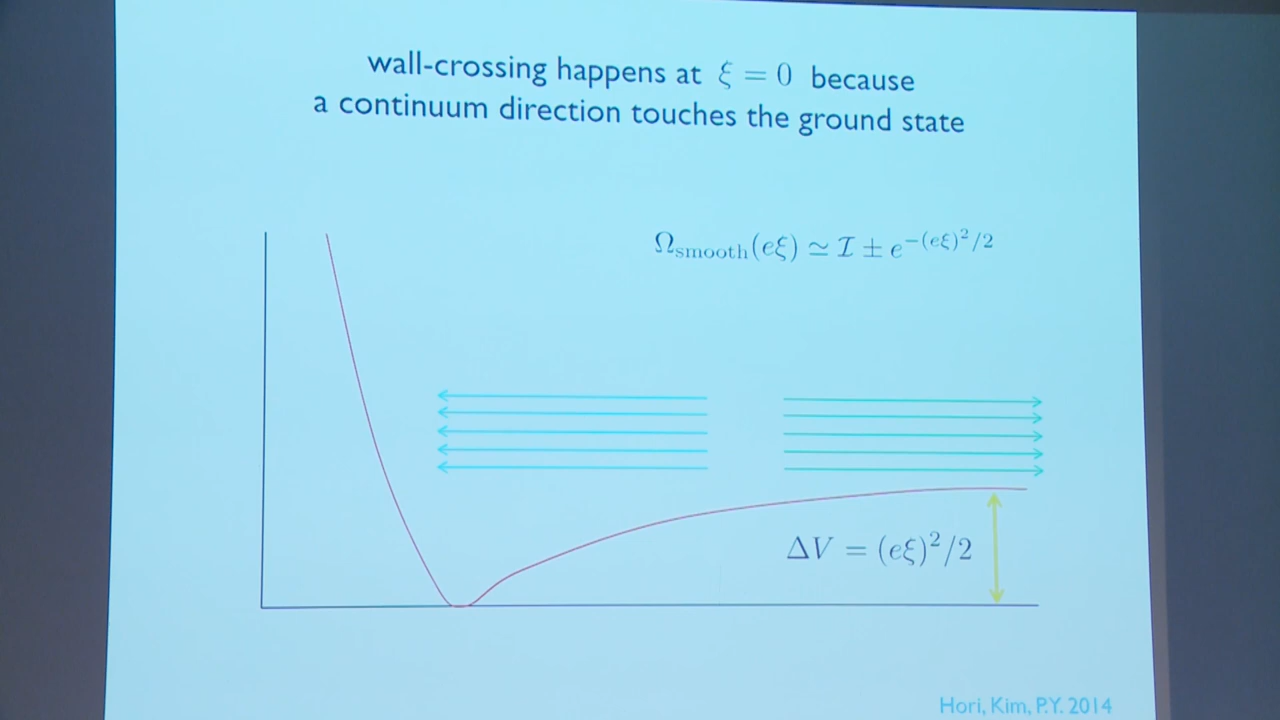 wall-crossing happens at ξ = 0 because
a continuum direction touches the ground state
Ω_smooth(eξ) ≃ 𝓘 ± e^{−(eξ)²/2}
ΔV = (eξ)²/2
Hori, Kim, P.Y. 2014